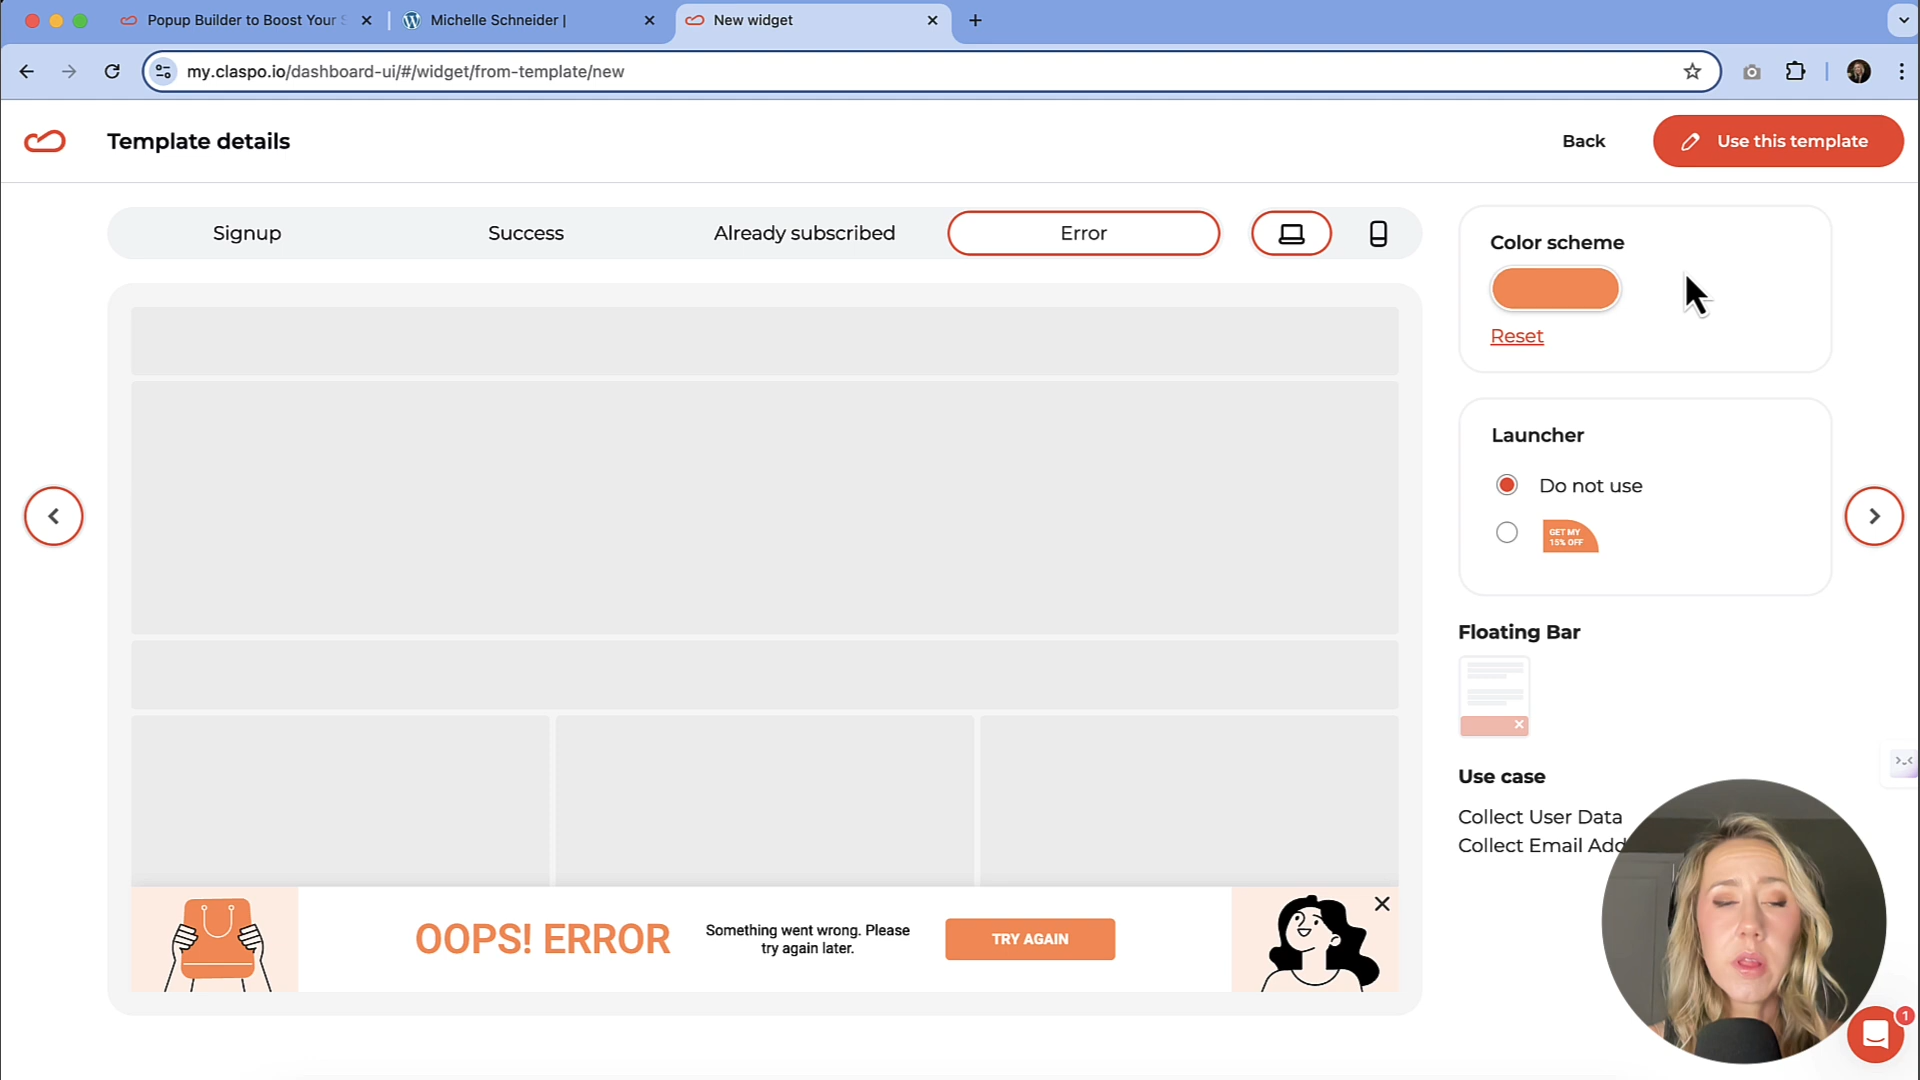 Popup Builder to Boost Your S
Michelle Schneider |
New widget
my.claspo.io/dashboard-ui/#/widget/from-template/new
Template details
Back
Use this template
Signup
Success
Already subscribed
Error
Color scheme
Reset
Launcher
Do not use
GET MY
15% OFF
Floating Bar
Use case
Collect User Data
Collect Email Add
OOPS! ERROR
Something went wrong. Please
try again later.
TRY AGAIN
1